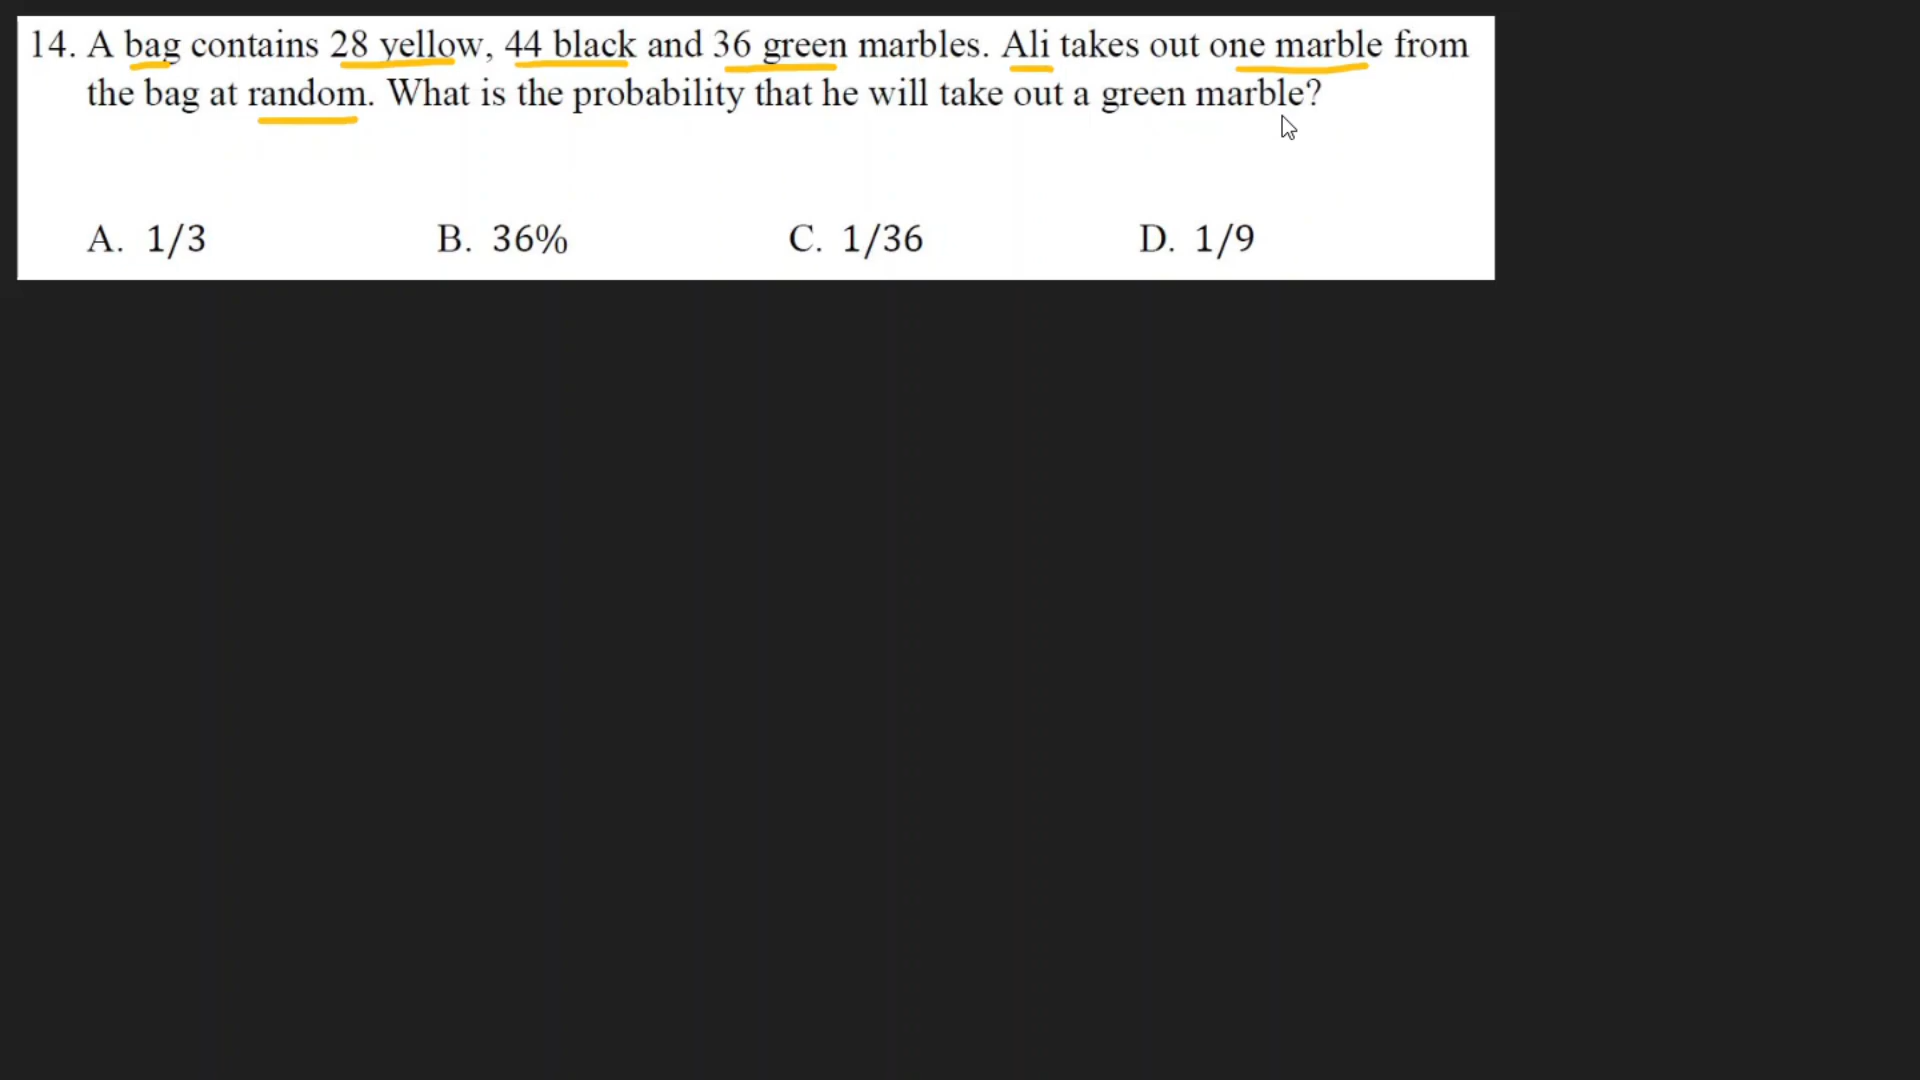 14. A bag contains 28 yellow, 44 black and 36 green marbles. Ali takes out one marble from
the bag at random. What is the probability that he will take out a green marble?
A. 1/3 B. 36% C. 1/36 D. 1/9